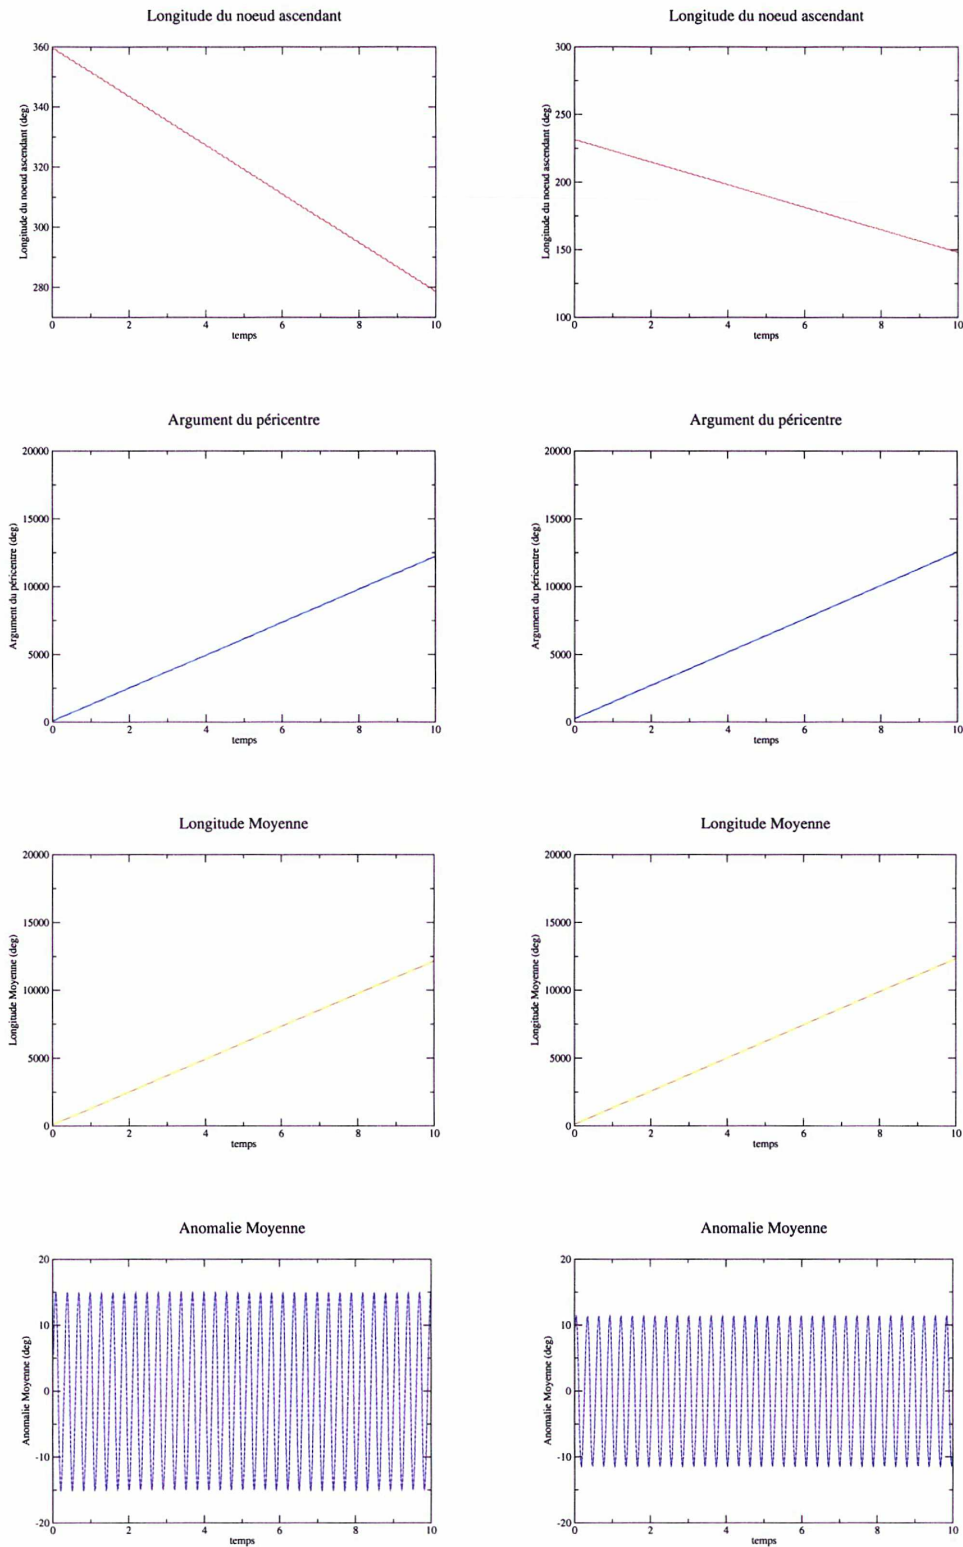 Longitude du noeud ascendant
360
340
320
300
280
Longitude du noeud ascendant (deg)
0 2 4 6 8 10
temps
Longitude du noeud ascendant
300
250
200
150
100
Longitude du noeud ascendant (deg)
0 2 4 6 8 10
temps
Argument du péricentre
20000
15000
10000
5000
0
Argument du péricentre (deg)
0 2 4 6 8 10
temps
Argument du péricentre
20000
15000
10000
5000
0
Argument du péricentre (deg)
0 2 4 6 8 10
temps
Longitude Moyenne
20000
15000
10000
5000
0
Longitude Moyenne (deg)
0 2 4 6 8 10
temps
Longitude Moyenne
20000
15000
10000
5000
0
Longitude Moyenne (deg)
0 2 4 6 8 10
temps
Anomalie Moyenne
20
10
0
-10
-20
Anomalie Moyenne (deg)
0 2 4 6 8 10
temps
Anomalie Moyenne
20
10
0
-10
-20
Anomalie Moyenne (deg)
0 2 4 6 8 10
temps